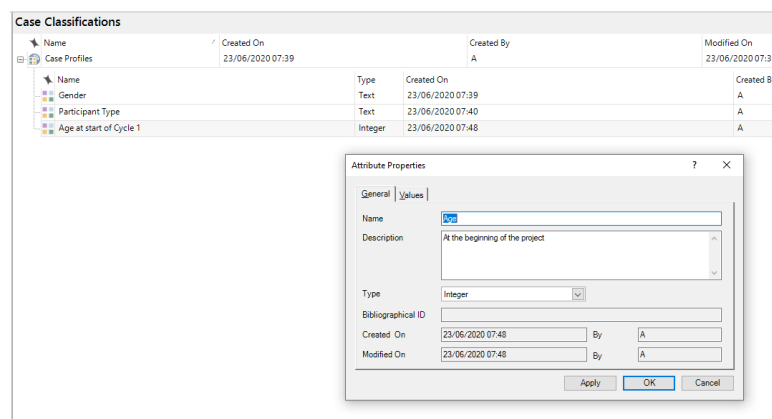 Case Classifications
Name / Created On Created By Modified On
Case Profiles 23/06/2020 07:39 A 23/06/2020 07:3
Name Type Created On Created B
Gender Text 23/06/2020 07:39 A
Participant Type Text 23/06/2020 07:40 A
Age at start of Cycle 1 Integer 23/06/2020 07:48 A
Attribute Properties ? X
General Values
Name Age
Description At the beginning of the project
Type Integer
Bibliographical ID
Created On 23/06/2020 07:48 By A
Modified On 23/06/2020 07:48 By A
Apply OK Cancel